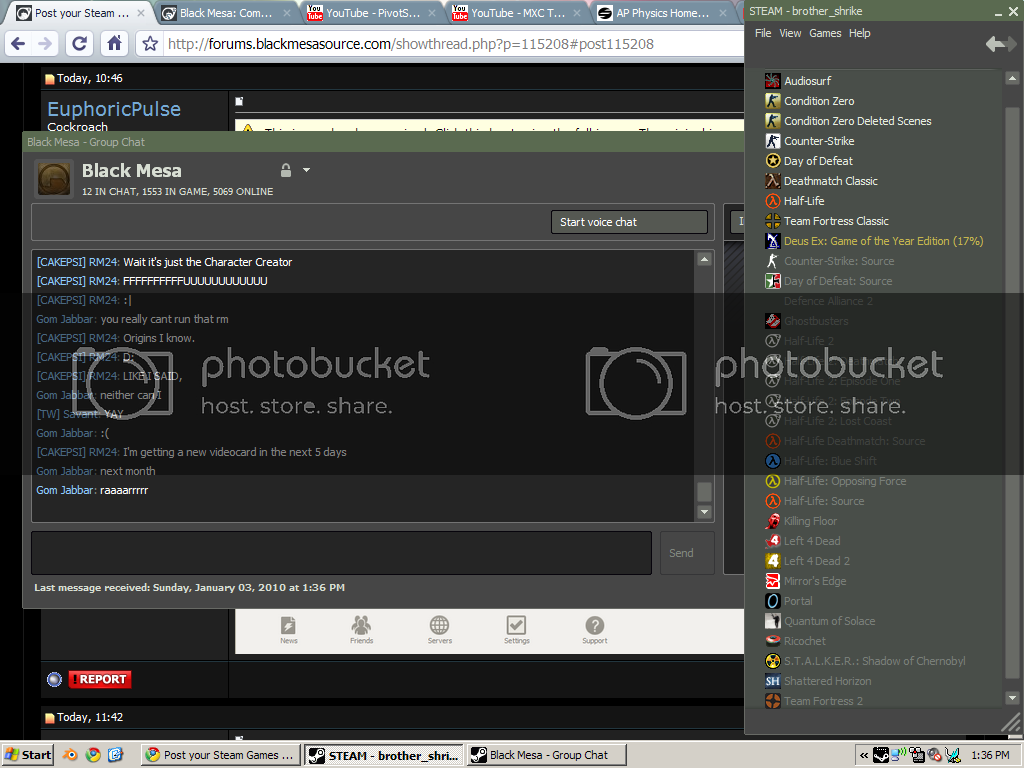 Post your Steam ...
Black Mesa: Com...
YouTube - PivotS...
YouTube - MXC T...
AP Physics Home...
http://forums.blackmesasource.com/showthread.php?p=115208#post115208
Today, 10:46
EuphoricPulse
Cockroach
Black Mesa - Group Chat
Black Mesa
12 IN CHAT, 1553 IN GAME, 5069 ONLINE
Start voice chat
[CAKEPSI] RM24: Wait it's just the Character Creator
[CAKEPSI] RM24: FFFFFFFFFFUUUUUUUUUUUU
[CAKEPSI] RM24: :|
Gom Jabbar: you really cant run that rm
[CAKEPSI] RM24: Origins I know.
[CAKEPSI] RM24: D:
[CAKEPSI] RM24: LIKE I SAID,
Gom Jabbar: neither can I
[TW] Savant: YAY
Gom Jabbar: :(
[CAKEPSI] RM24: I'm getting a new videocard in the next 5 days
Gom Jabbar: next month
Gom Jabbar: raaaarrrrr
Send
Last message received: Sunday, January 03, 2010 at 1:36 PM
photobucket
host. store. share.
photobucket
host. store. share.
News
Friends
Servers
Settings
Support
! REPORT
Today, 11:42
STEAM - brother_shrike
File View Games Help
Audiosurf
Condition Zero
Condition Zero Deleted Scenes
Counter-Strike
Day of Defeat
Deathmatch Classic
Half-Life
Team Fortress Classic
Deus Ex: Game of the Year Edition (17%)
Counter-Strike: Source
Day of Defeat: Source
Defence Alliance 2
Ghostbusters
Half-Life 2
Half-Life 2: Episode One
Half-Life 2: Lost Coast
Half-Life Deathmatch: Source
Half-Life: Blue Shift
Half-Life: Opposing Force
Half-Life: Source
Killing Floor
Left 4 Dead
Left 4 Dead 2
Mirror's Edge
Portal
Quantum of Solace
Ricochet
S.T.A.L.K.E.R.: Shadow of Chernobyl
SH Shattered Horizon
Team Fortress 2
Start
Post your Steam Games ...
STEAM - brother_shri...
Black Mesa - Group Chat
1:36 PM